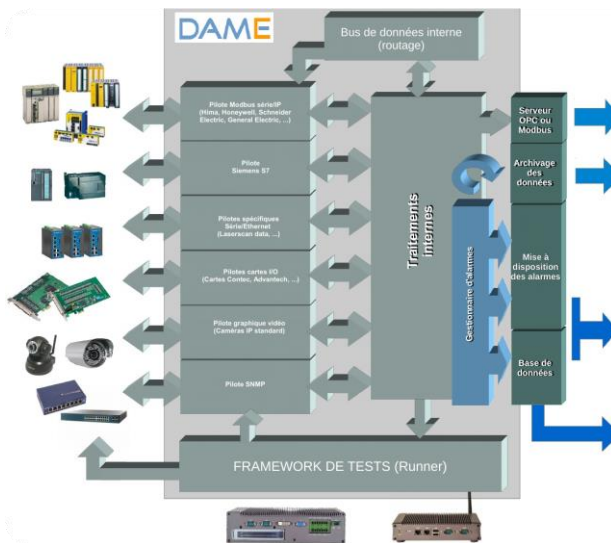 DAME
Bus de données interne
(routage)
Pilote Modbus série/IP
(Hima, Honeywell, Schneider
Electric, General Electric, ...)
Pilote
Siemens S7
Pilotes spécifiques
Série/Ethernet
(Laserscan data, ...)
Pilotes cartes I/O
(Cartes Contec, Advantech, ...)
Pilote graphique vidéo
(Caméras IP standard)
Pilote SNMP
Traitements
internes
Gestionnaire d'alarmes
Serveur
OPC ou
Modbus
Archivage
des
données
Mise à
disposition
des alarmes
Base de
données
FRAMEWORK DE TESTS (Runner)